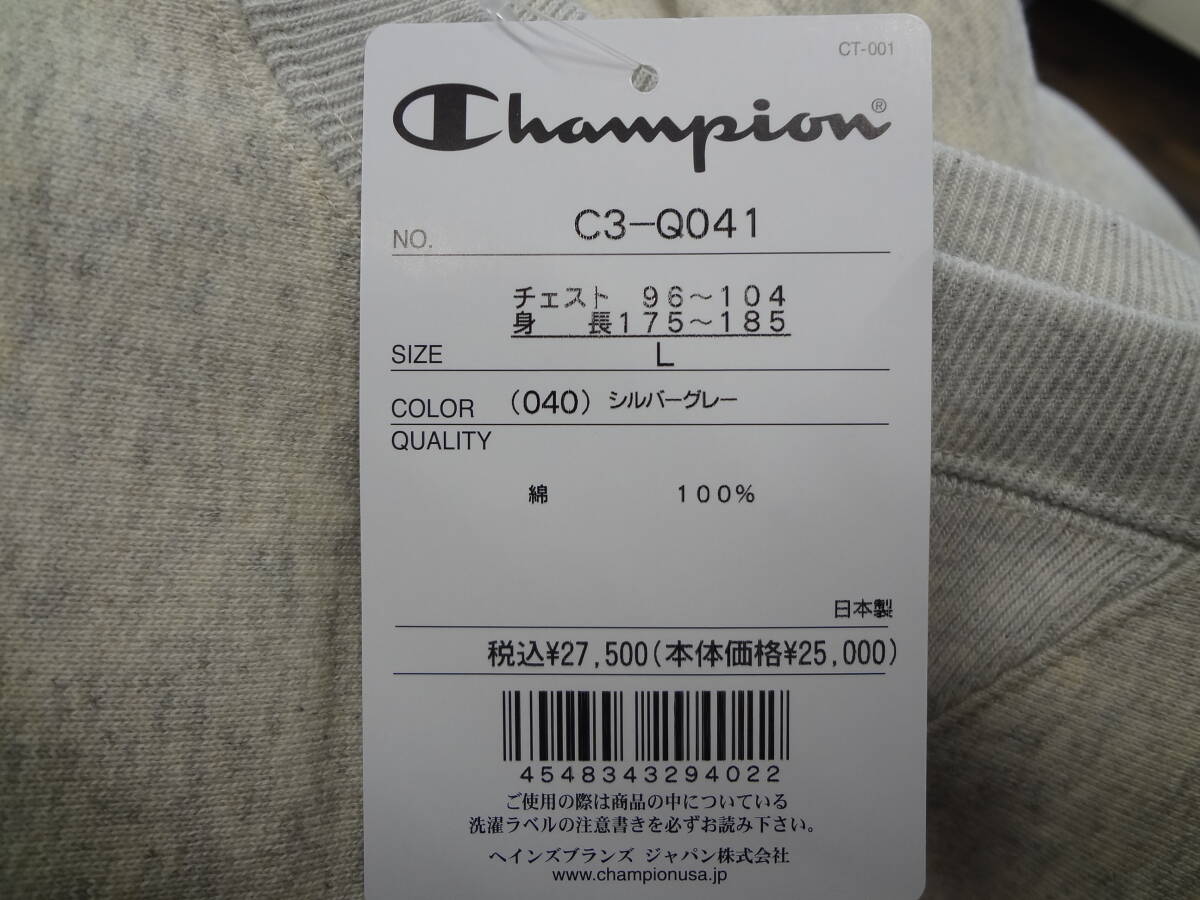 CT-001
Champion®
NO. C3-Q041
チェスト 96～104
身 長175～185
SIZE L
COLOR (040) シルバーグレー
QUALITY
綿 100%
日本製
税込¥27,500(本体価格¥25,000)
4548343294022
ご使用の際は商品の中についている
洗濯ラベルの注意書きを必ずお読み下さい。
ヘインズブランズ ジャパン株式会社
www.championusa.jp